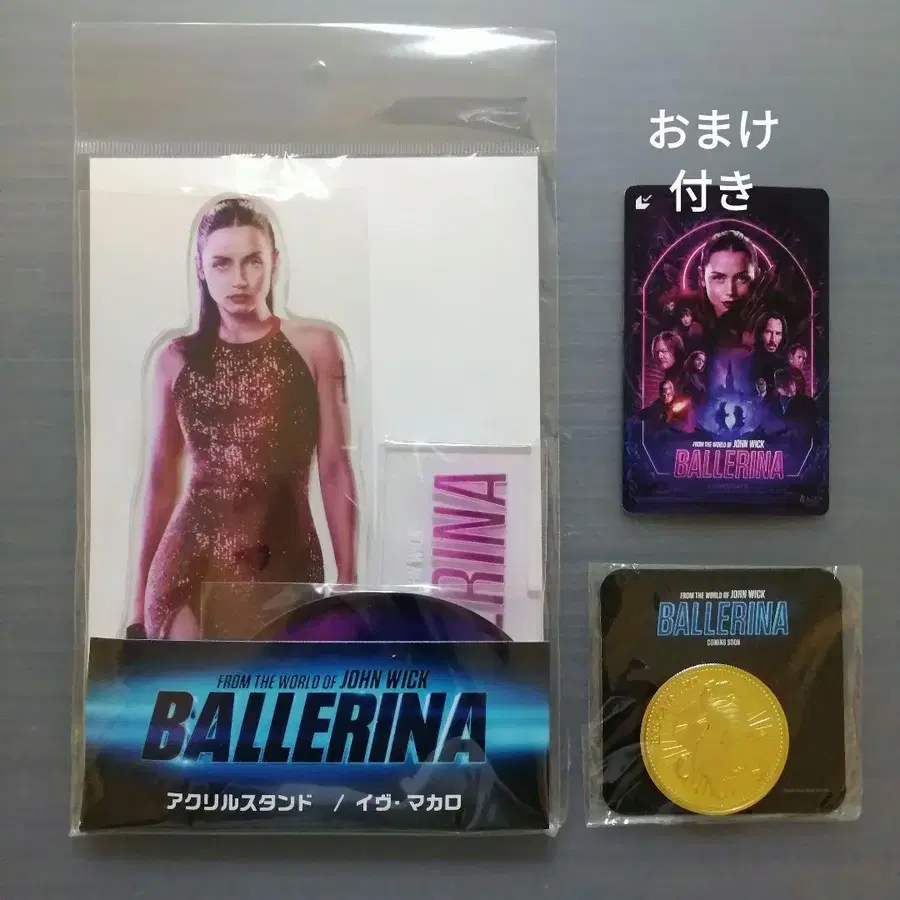 おまけ
付き
FROM THE WORLD OF JOHN WICK
BALLERINA
FROM THE WORLD OF JOHN WICK
BALLERINA
COMING SOON
RINA
FROM THE WORLD OF JOHN WICK
BALLERINA
アクリルスタンド / イヴ・マカロ